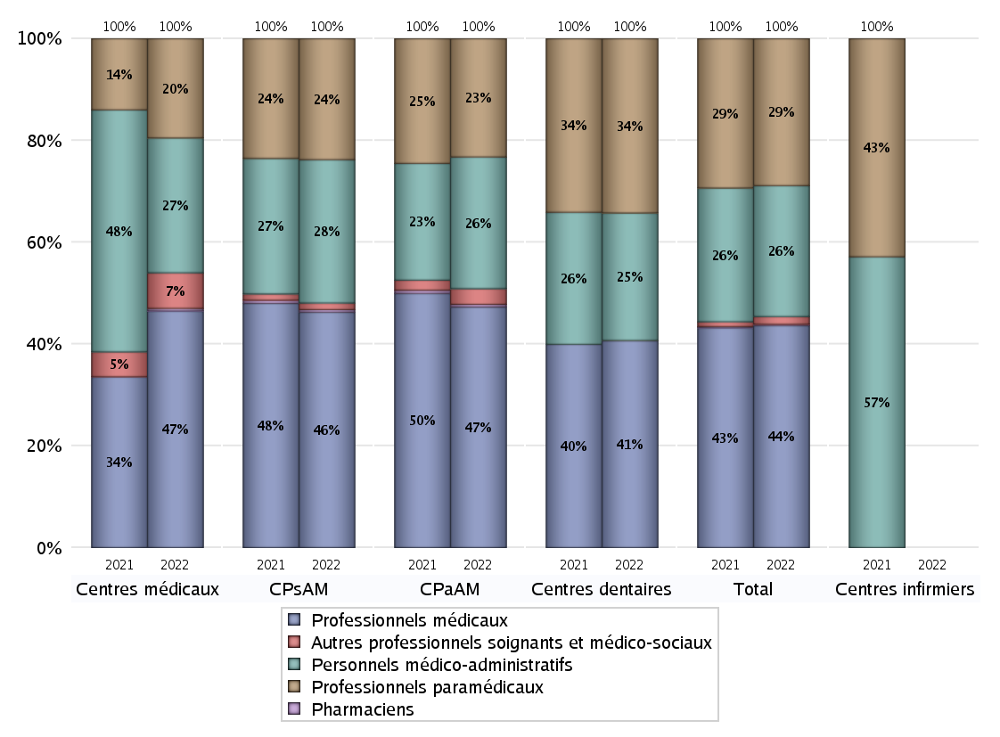 100% 100% 100% 100% 100% 100% 100% 100% 100% 100% 100%
100%
80%
60%
40%
20%
0%
14% 20% 24% 24% 25% 23% 34% 34% 29% 29% 43%
48% 27% 27% 28% 23% 26% 26% 25% 26% 26% 57%
5% 7%
34% 47% 48% 46% 50% 47% 40% 41% 43% 44%
2021 2022 2021 2022 2021 2022 2021 2022 2021 2022 2021 2022
Centres médicaux CPsAM CPaAM Centres dentaires Total Centres infirmiers
Professionnels médicaux
Autres professionnels soignants et médico-sociaux
Personnels médico-administratifs
Professionnels paramédicaux
Pharmaciens